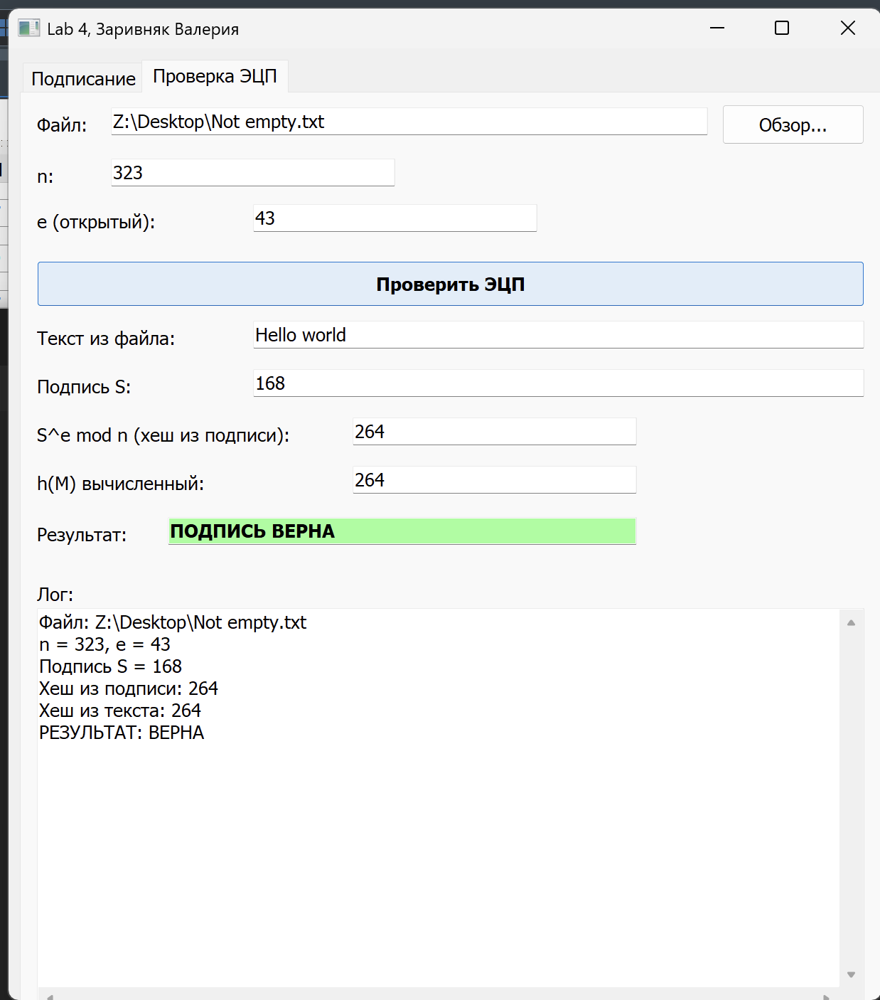 Lab 4, Заривняк Валерия
Подписание Проверка ЭЦП
Файл: Z:\Desktop\Not empty.txt Обзор...
n: 323
e (открытый): 43
Проверить ЭЦП
Текст из файла: Hello world
Подпись S: 168
S^e mod n (хеш из подписи): 264
h(M) вычисленный: 264
Результат: ПОДПИСЬ ВЕРНА
Лог:
Файл: Z:\Desktop\Not empty.txt
n = 323, e = 43
Подпись S = 168
Хеш из подписи: 264
Хеш из текста: 264
РЕЗУЛЬТАТ: ВЕРНА